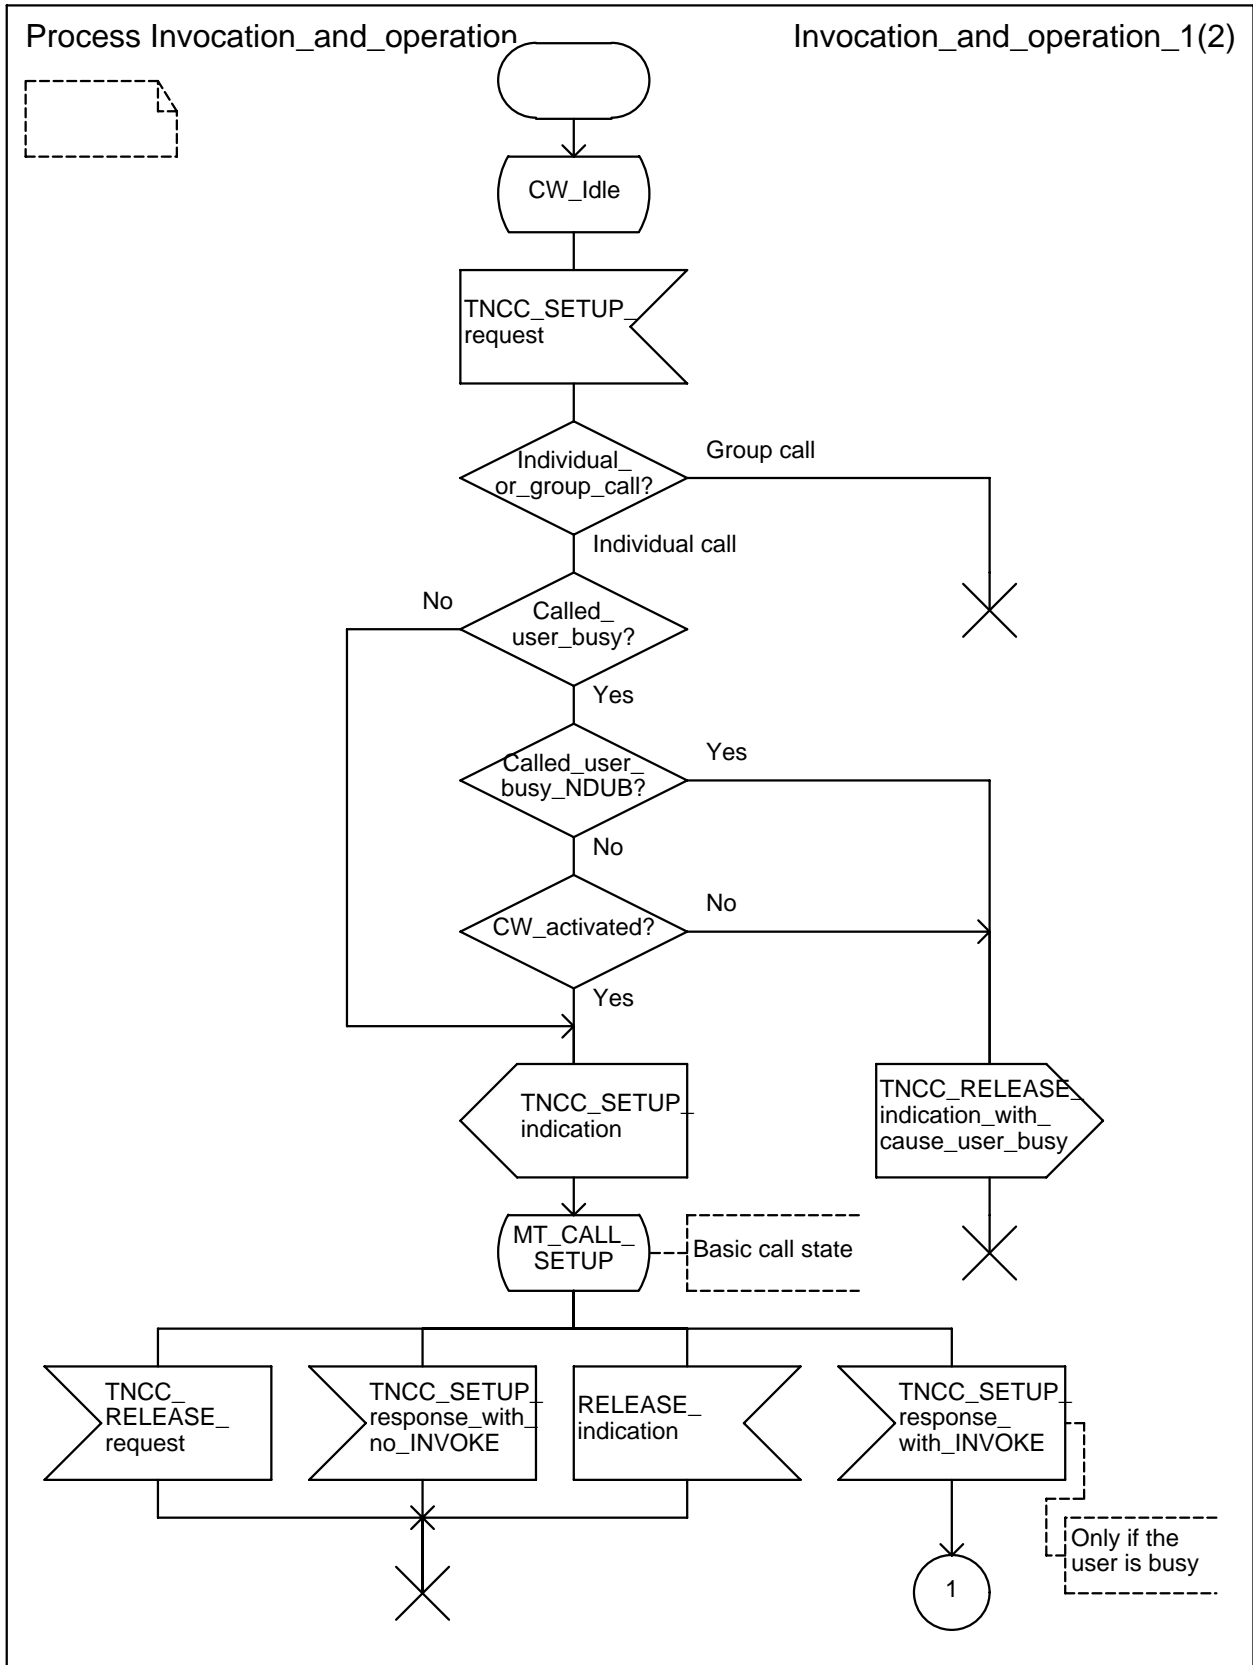 Process Invocation_and_operation
Invocation_and_operation_1(2)
CW_Idle
TNCC_SETUP_
request
Individual_
or_group_call?
Group call
Individual call
No
Called_
user_busy?
Yes
Called_user_
busy_NDUB?
Yes
No
CW_activated?
No
Yes
TNCC_SETUP_
indication
TNCC_RELEASE_
indication_with_
cause_user_busy
MT_CALL_
SETUP
Basic call state
TNCC_
RELEASE_
request
TNCC_SETUP_
response_with_
no_INVOKE
RELEASE_
indication
TNCC_SETUP_
response_
with_INVOKE
Only if the
user is busy
1